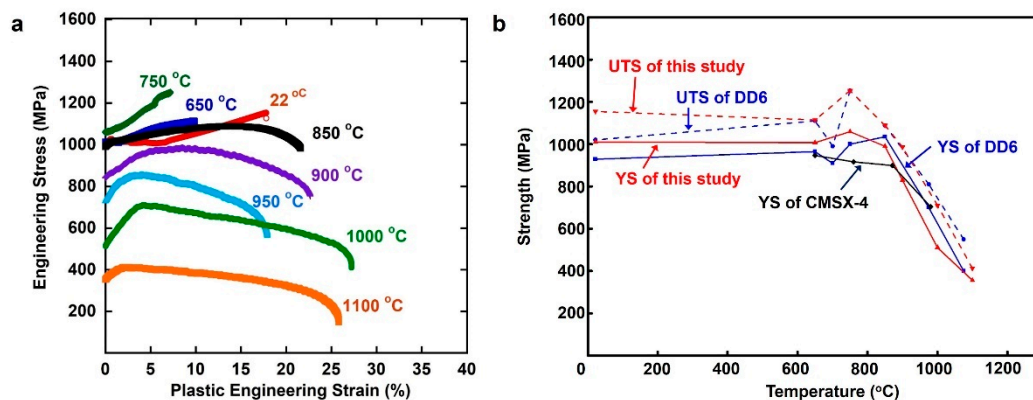 a
Engineering Stress (MPa)
1600
1400
1200
1000
800
600
400
200
750 °C
650 °C
22 °C
850 °C
900 °C
950 °C
1000 °C
1100 °C
0 5 10 15 20 25 30 35 40
Plastic Engineering Strain (%)
b
Strength (MPa)
1600
1400
1200
1000
800
600
400
200
UTS of this study
UTS of DD6
YS of DD6
YS of this study
YS of CMSX-4
0 200 400 600 800 1000 1200
Temperature (°C)